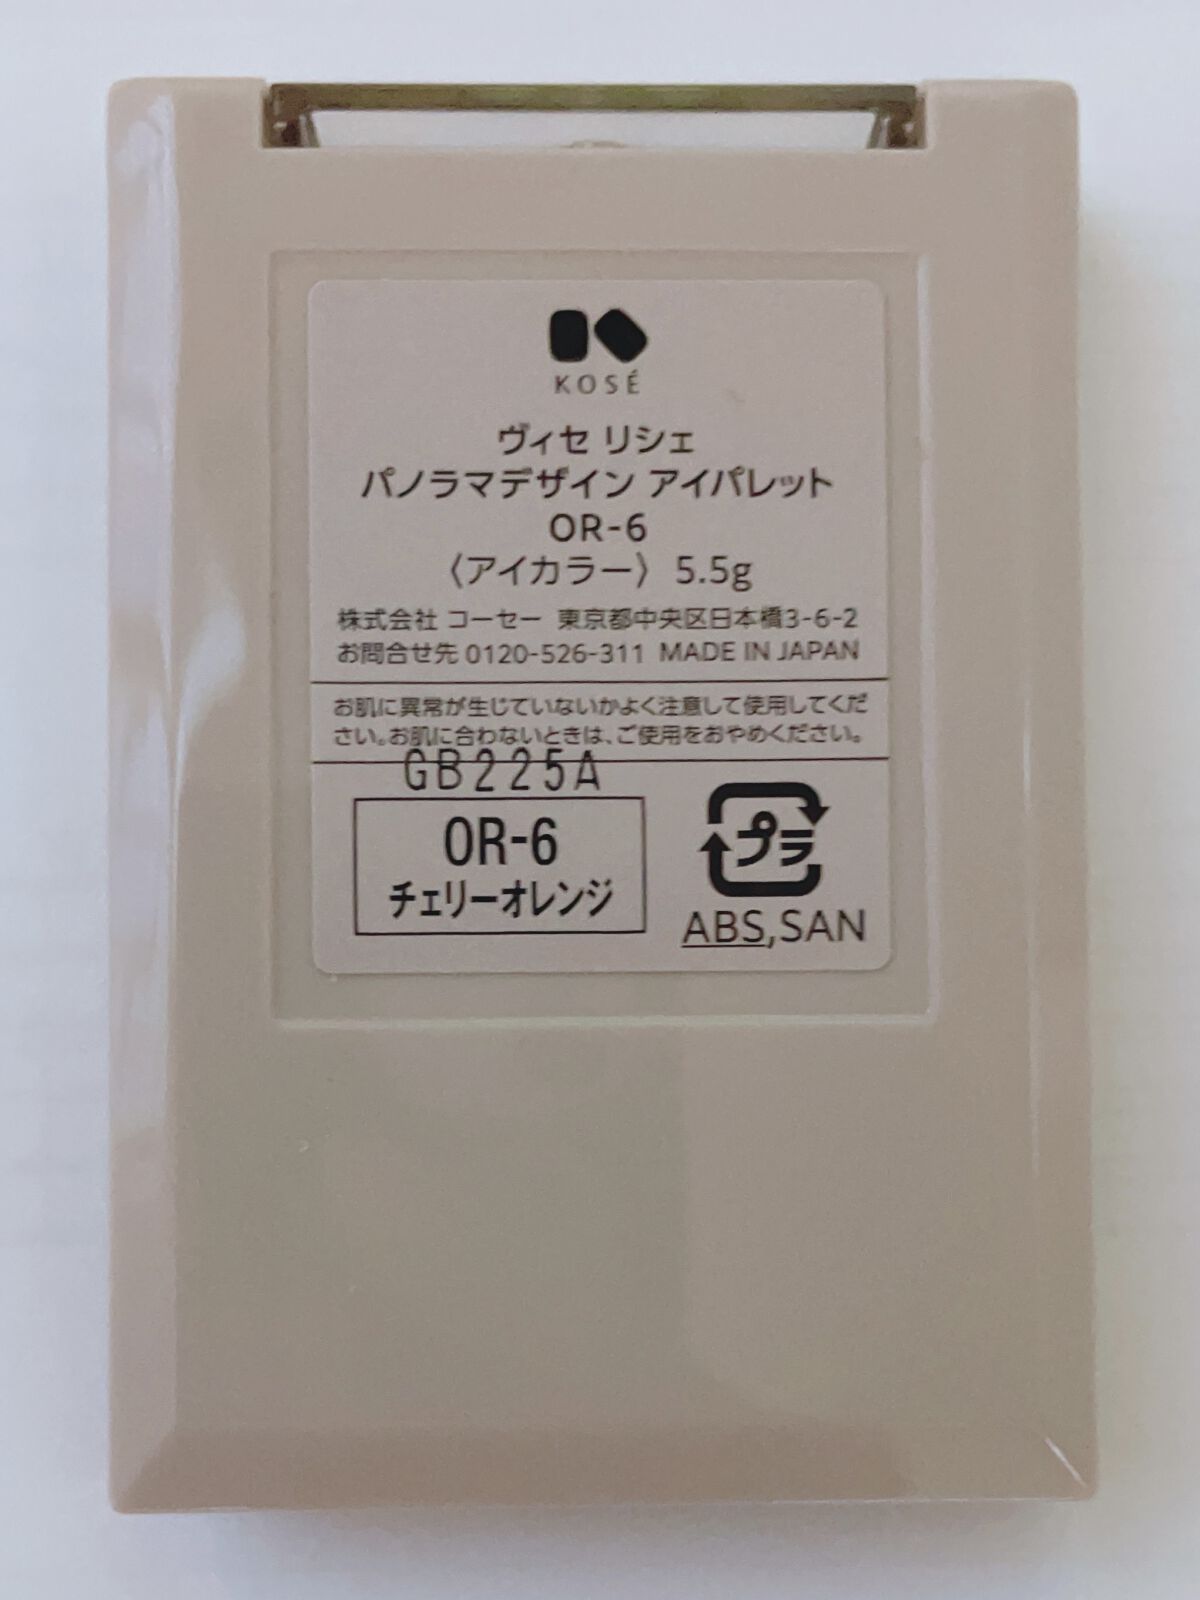 KOSÉ
ヴィセ リシェ
パノラマデザイン アイパレット
OR-6
〈アイカラー〉 5.5g
株式会社 コーセー 東京都中央区日本橋3-6-2
お問合せ先 0120-526-311 MADE IN JAPAN
お肌に異常が生じていないかよく注意して使用してくだ
さい。お肌に合わないときは、ご使用をおやめください。
GB225A
OR-6
チェリーオレンジ
プラ
ABS,SAN